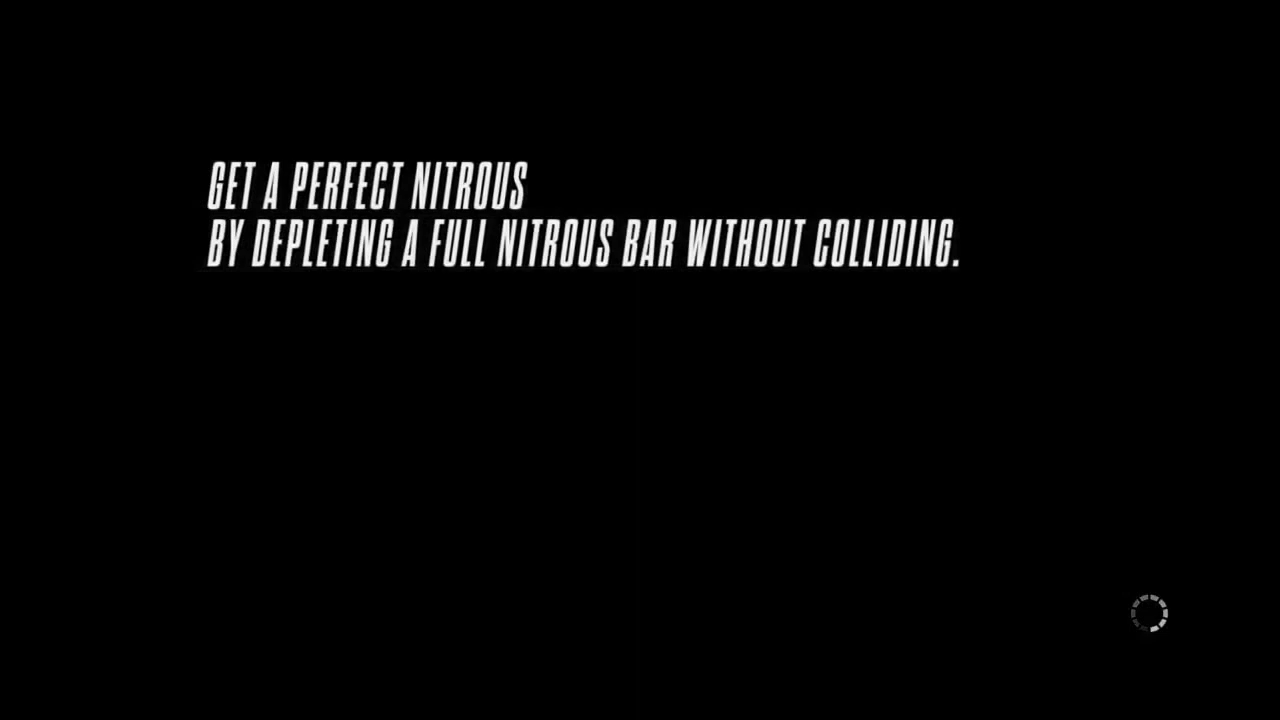 GET A PERFECT NITROUS
BY DEPLETING A FULL NITROUS BAR WITHOUT COLLIDING.